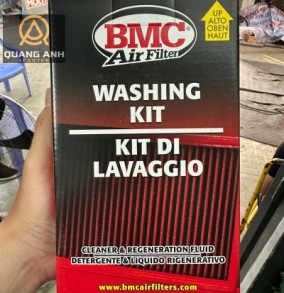 QUANG ANH
UP
ALTO
OBEN
HAUT
BMC
Air Filter
WASHING
KIT
KIT DI
LAVAGGIO
CLEANER & REGENERATION FLUID
DETERGENTE & LIQUIDO RIGENERATIVO
www.bmcairfilters.com